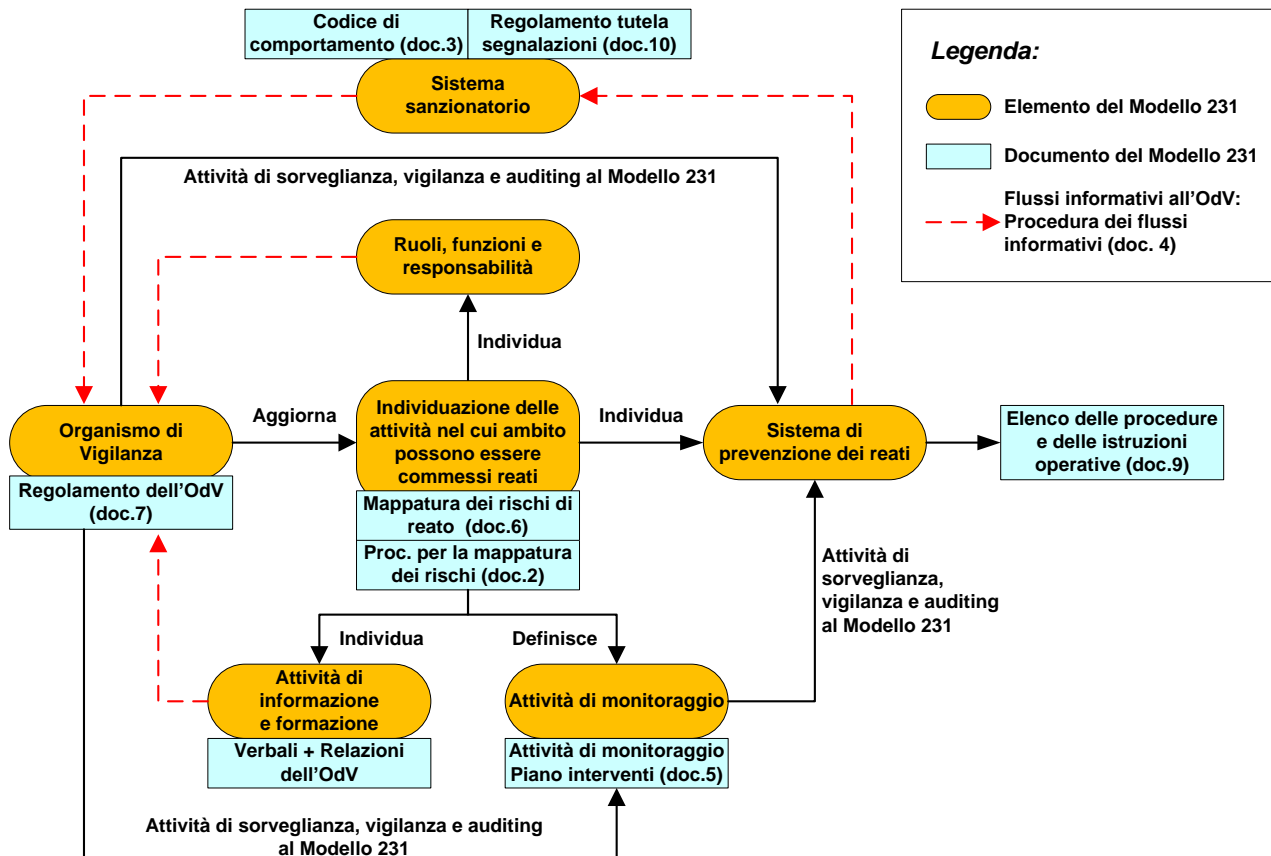 Codice di
comportamento (doc.3)
Regolamento tutela
segnalazioni (doc.10)
Sistema
sanzionatorio
Legenda:
Elemento del Modello 231
Documento del Modello 231
Flussi informativi all’OdV:
Procedura dei flussi
informativi (doc. 4)
Attività di sorveglianza, vigilanza e auditing al Modello 231
Ruoli, funzioni e
responsabilità
Individua
Organismo di
Vigilanza
Regolamento dell’OdV
(doc.7)
Aggiorna
Individuazione delle
attività nel cui ambito
possono essere
commessi reati
Mappatura dei rischi di
reato (doc.6)
Proc. per la mappatura
dei rischi (doc.2)
Individua
Sistema di
prevenzione dei reati
Elenco delle procedure
e delle istruzioni
operative (doc.9)
Attività di
sorveglianza,
vigilanza e auditing
al Modello 231
Individua
Definisce
Attività di
informazione
e formazione
Verbali + Relazioni
dell’OdV
Attività di monitoraggio
Attività di monitoraggio
Piano interventi (doc.5)
Attività di sorveglianza, vigilanza e auditing
al Modello 231